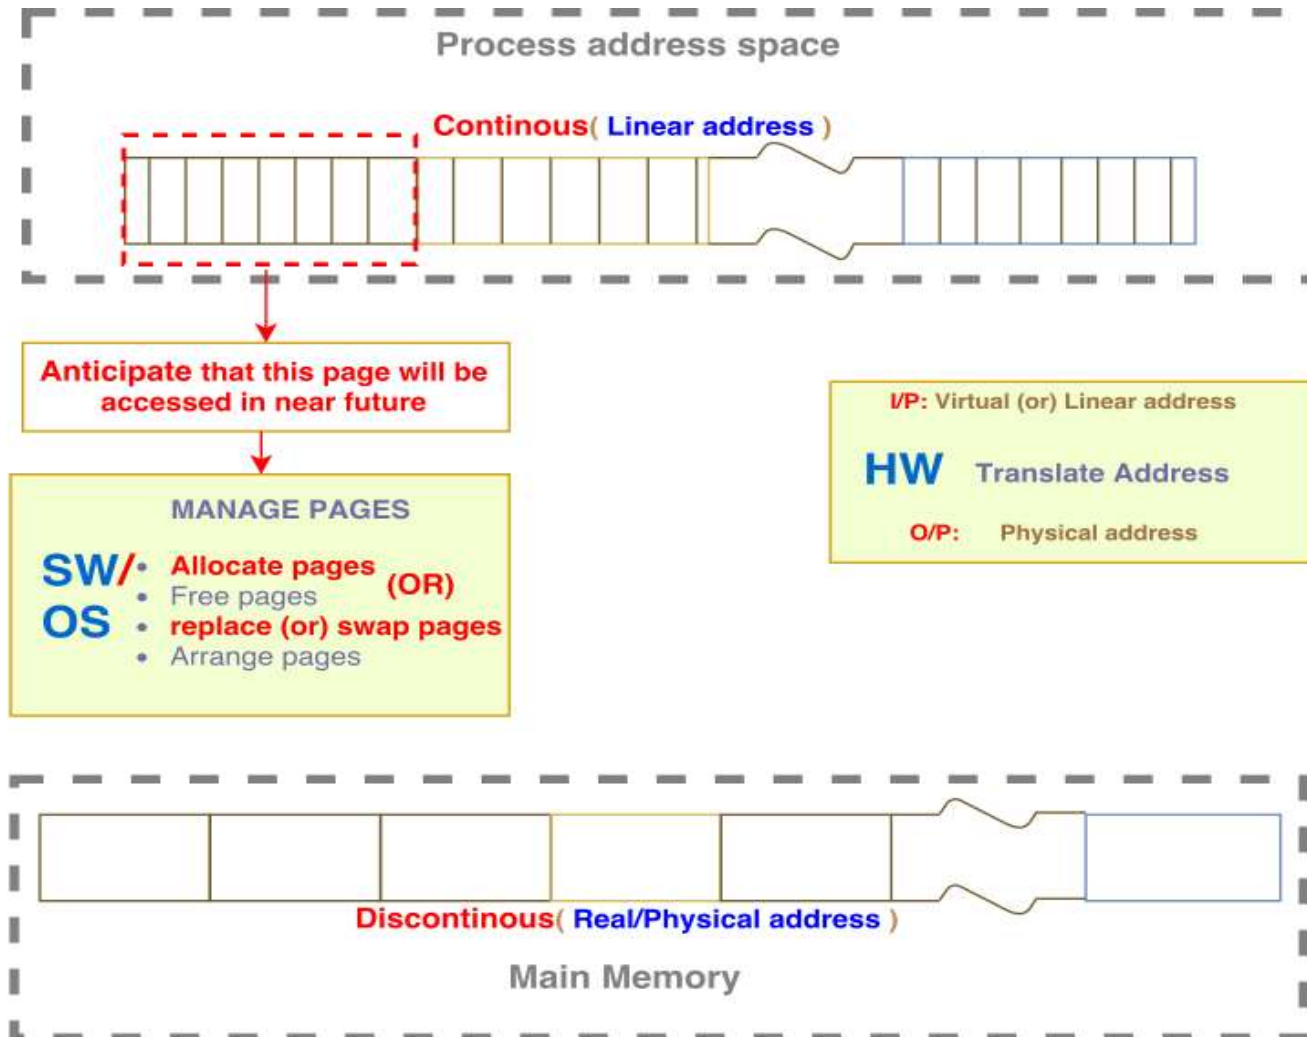 Process address space
Continous( Linear address )
Anticipate that this page will be
accessed in near future
I/P: Virtual (or) Linear address
HW Translate Address
O/P: Physical address
MANAGE PAGES
SW/
OS
• Allocate pages
(OR)
• Free pages
• replace (or) swap pages
• Arrange pages
Discontinous( Real/Physical address )
Main Memory